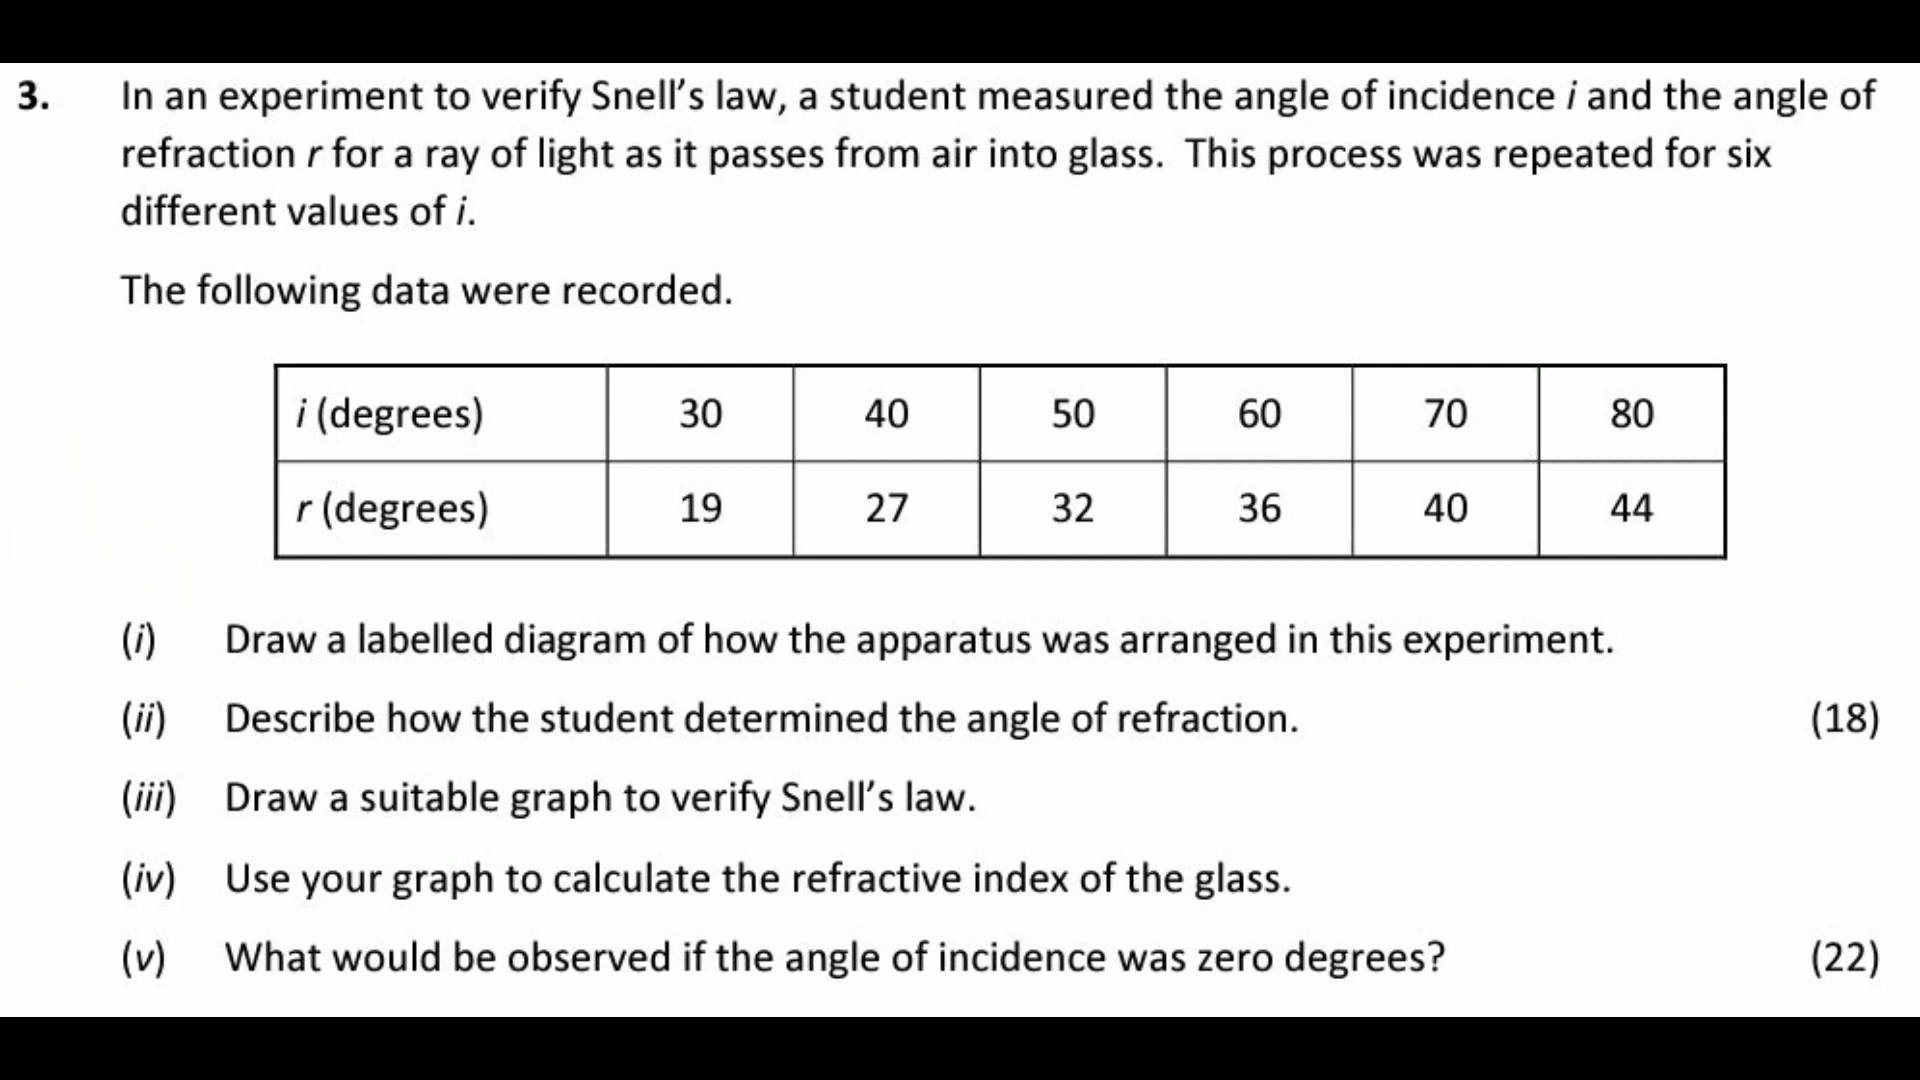 3. In an experiment to verify Snell’s law, a student measured the angle of incidence i and the angle of
refraction r for a ray of light as it passes from air into glass. This process was repeated for six
different values of i.
The following data were recorded.
i (degrees) 30 40 50 60 70 80
r (degrees) 19 27 32 36 40 44
(i) Draw a labelled diagram of how the apparatus was arranged in this experiment.
(ii) Describe how the student determined the angle of refraction. (18)
(iii) Draw a suitable graph to verify Snell’s law.
(iv) Use your graph to calculate the refractive index of the glass.
(v) What would be observed if the angle of incidence was zero degrees? (22)